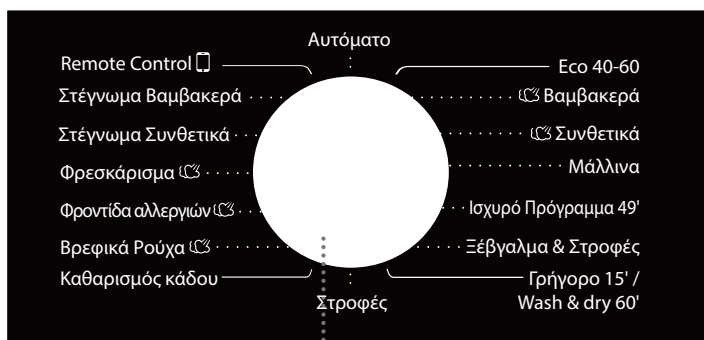 Αυτόματο
Remote Control
Στέγνωμα Βαμβακερά
Στέγνωμα Συνθετικά
Φρεσκάρισμα
Φροντίδα αλλεργιών
Βρεφικά Ρούχα
Καθαρισμός κάδου
Eco 40-60
Βαμβακερά
Συνθετικά
Μάλλινα
Ισχυρό Πρόγραμμα 49'
Ξέβγαλμα & Στροφές
Γρήγορο 15' /
Wash & dry 60'
Στροφές